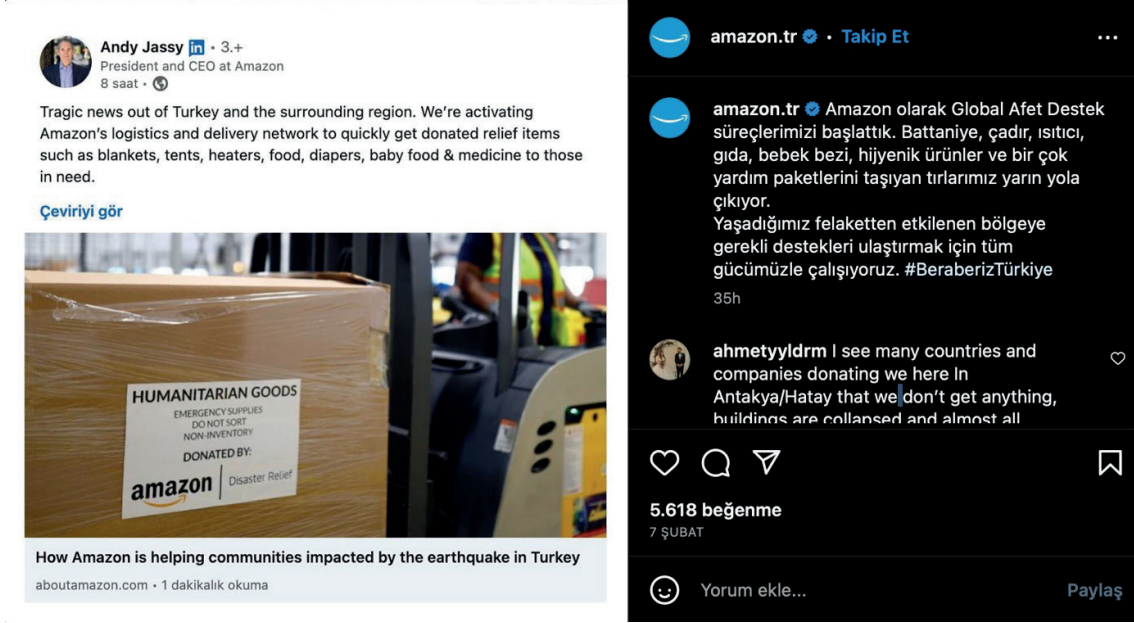 Andy Jassy in • 3.+
President and CEO at Amazon
8 saat •
Tragic news out of Turkey and the surrounding region. We're activating
Amazon's logistics and delivery network to quickly get donated relief items
such as blankets, tents, heaters, food, diapers, baby food & medicine to those
in need.
Çeviriyi gör
HUMANITARIAN GOODS
EMERGENCY SUPPLIES
DO NOT SORT
NON-INVENTORY
DONATED BY:
amazon | Disaster Relief
How Amazon is helping communities impacted by the earthquake in Turkey
aboutamazon.com • 1 dakikalık okuma
amazon.tr • Takip Et
amazon.tr Amazon olarak Global Afet Destek
süreçlerimizi başlattık. Battaniye, çadır, ısıtıcı,
gıda, bebek bezi, hijyenik ürünler ve bir çok
yardım paketlerini taşıyan tırlarımız yarın yola
çıkıyor.
Yaşadığımız felaketten etkilenen bölgeye
gerekli destekleri ulaştırmak için tüm
gücümüzle çalışıyoruz. #BeraberizTürkiye
35h
ahmetyyldrm I see many countries and
companies donating we here In
Antakya/Hatay that we don't get anything,
buildings are collapsed and almost all
5.618 beğenme
7 ŞUBAT
Yorum ekle...
Paylaş